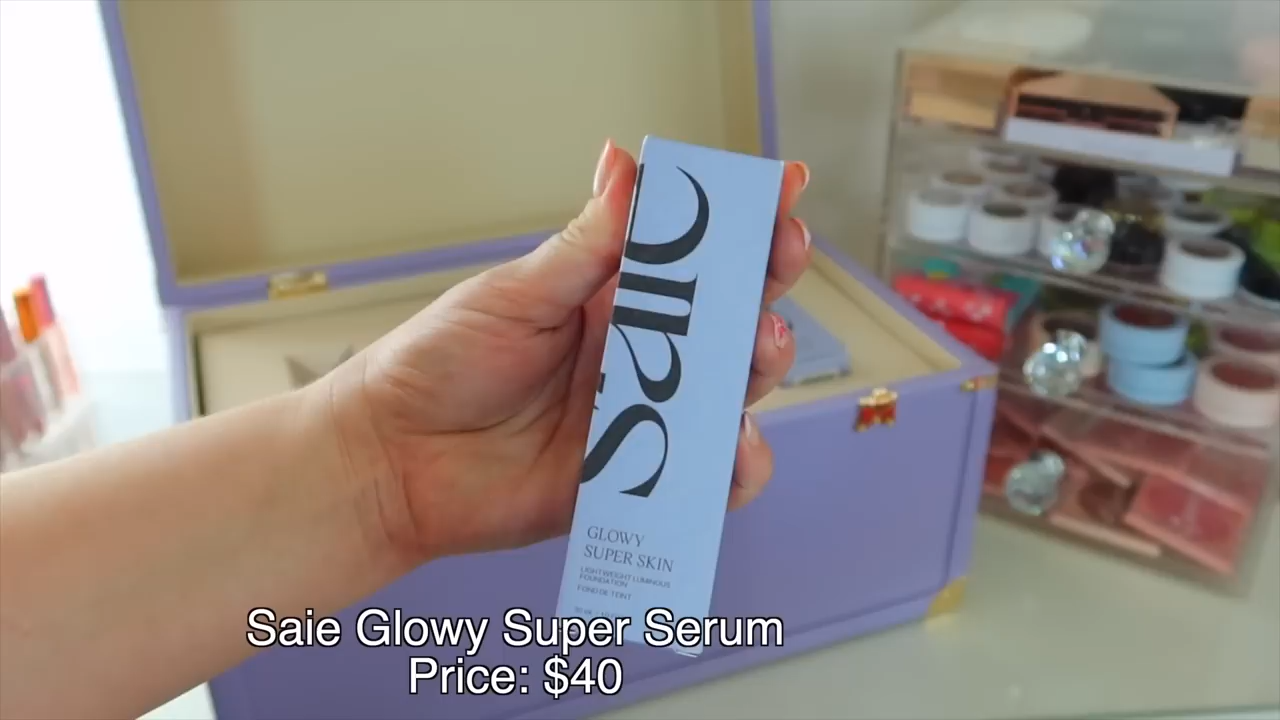 Saie
GLOWY
SUPER SKIN
LIGHTWEIGHT LUMINOUS
FOUNDATION
FOND DE TEINT
Saie Glowy Super Serum
Price: $40